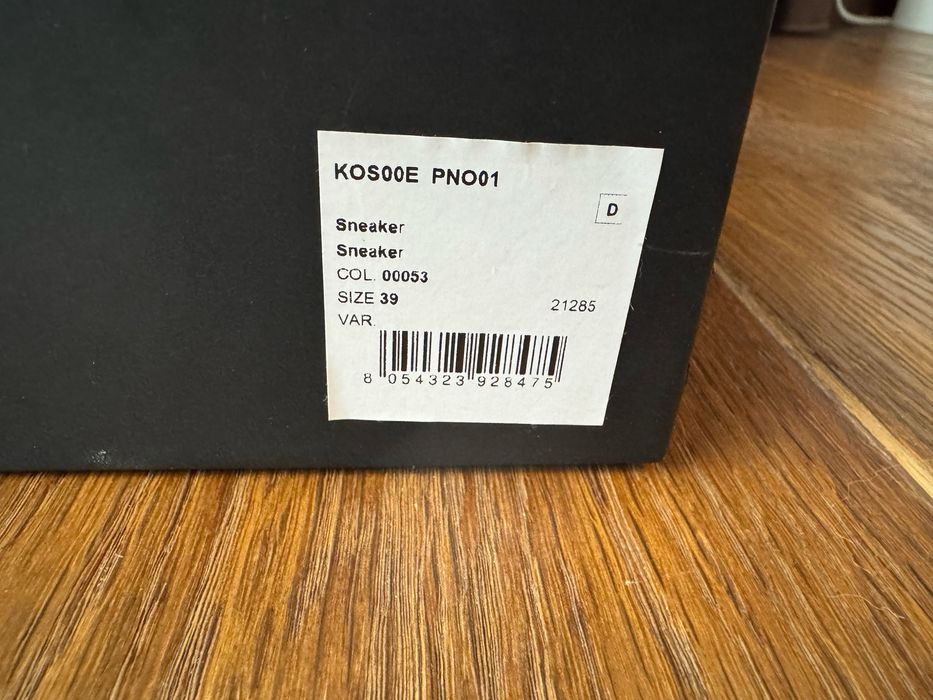 KOS00E PNO01
D
Sneaker
Sneaker
COL. 00053
SIZE 39
21285
VAR.
8 054323 928475